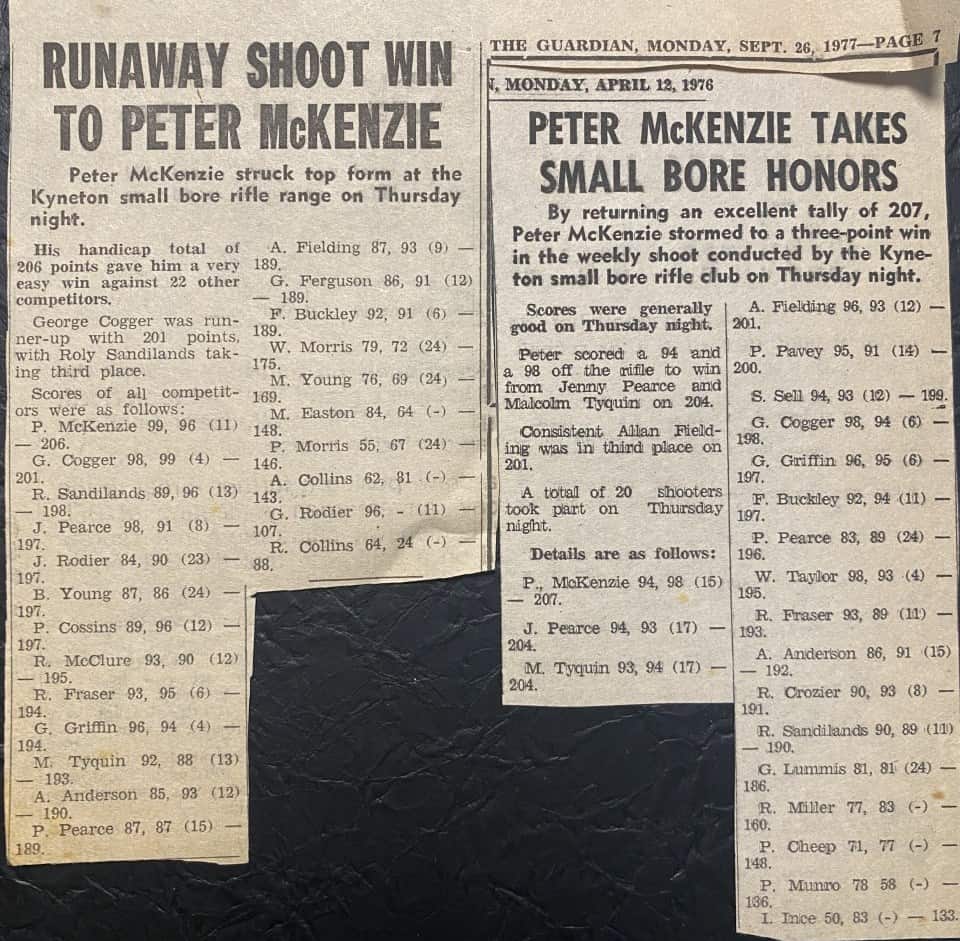 RUNAWAY SHOOT WIN
TO PETER McKENZIE
Peter McKenzie struck top form at the
Kyneton small bore rifle range on Thursday
night.
His handicap total of
206 points gave him a very
easy win against 22 other
competitors.
George Cogger was run-
ner-up with 201 points,
with Roly Sandilands tak-
ing third place.
Scores of all competit-
ors were as follows:
P. McKenzie 99, 96 (11)
— 206.
G. Cogger 98, 99 (4) —
201.
R. Sandilands 89, 96 (13)
— 198.
J. Pearce 98, 91 (8) —
197.
J. Rodier 84, 90 (23) —
197.
B. Young 87, 86 (24) —
197.
P. Cossins 89, 96 (12) —
197.
R. McClure 93, 90 (12)
— 195.
R. Fraser 93, 95 (6) —
194.
G. Griffin 96, 94 (4) —
194.
M. Tyquin 92, 88 (13)
— 193.
A. Anderson 85, 93 (12)
— 190.
P. Pearce 87, 87 (15) —
189.
A. Fielding 87, 93 (9) —
189.
G. Ferguson 86, 91 (12)
— 189.
F. Buckley 92, 91 (6) —
189.
W. Morris 79, 72 (24) —
175.
M. Young 76, 69 (24) —
169.
M. Easton 84, 64 (-) —
148.
P. Morris 55, 67 (24) —
146.
A. Collins 62, 81 (-) —
143.
G. Rodier 96, - (11) —
107.
R. Collins 64, 24 (-) —
88.
THE GUARDIAN, MONDAY, SEPT. 26, 1977—PAGE 7
N, MONDAY, APRIL 12, 1976
PETER McKENZIE TAKES
SMALL BORE HONORS
By returning an excellent tally of 207,
Peter McKenzie stormed to a three-point win
in the weekly shoot conducted by the Kyne-
ton small bore rifle club on Thursday night.
Scores were generally
good on Thursday night.
Peter scored a 94 and
a 98 off the rifle to win
from Jenny Pearce and
Malcolm Tyquin on 204.
Consistent Allan Field-
ing was in third place on
201.
A total of 20 shooters
took part on Thursday
night.
Details are as follows:
P., McKenzie 94, 98 (15)
— 207.
J. Pearce 94, 93 (17) —
204.
M. Tyquin 93, 94 (17) —
204.
A. Fielding 96, 93 (12) —
201.
P. Pavey 95, 91 (14) —
200.
S. Sell 94, 93 (12) — 199.
G. Cogger 98, 94 (6) —
198.
G. Griffin 96, 95 (6) —
197.
F. Buckley 92, 94 (11) —
197.
P. Pearce 83, 89 (24) —
196.
W. Taylor 98, 93 (4) —
195.
R. Fraser 93, 89 (11) —
193.
A. Anderson 86, 91 (15)
— 192.
R. Crozier 90, 93 (8) —
191.
R. Sandilands 90, 89 (11)
— 190.
G. Lummis 81, 81 (24) —
186.
R. Miller 77, 83 (-) —
160.
P. Cheep 71, 77 (-) —
148.
P. Munro 78 58 (-) —
136.
I. Ince 50, 83 (-) — 133.